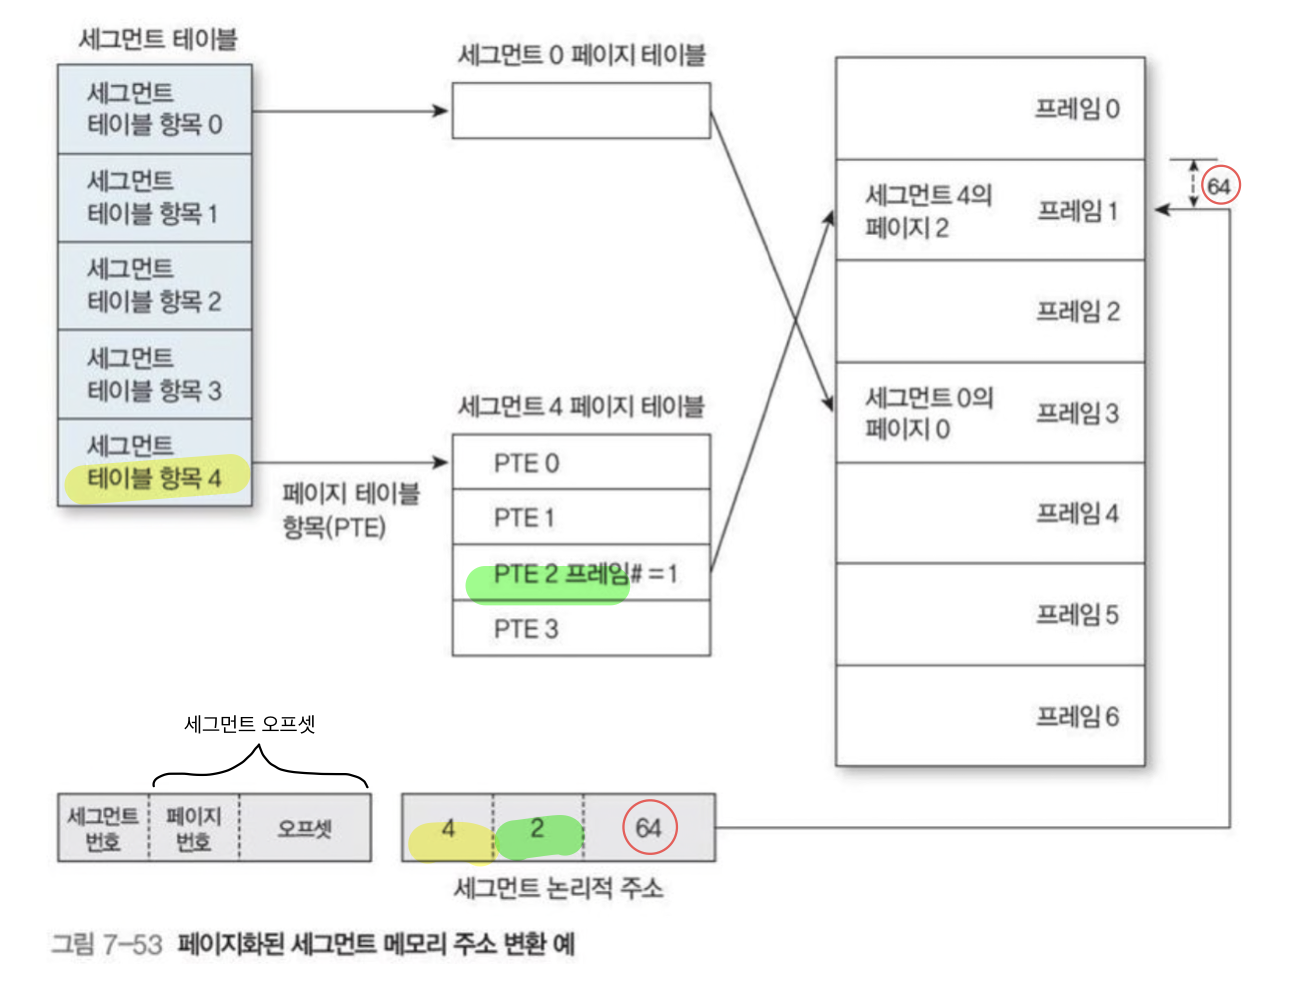 세그먼트 테이블
세그먼트
테이블 항목 0
세그먼트
테이블 항목 1
세그먼트
테이블 항목 2
세그먼트
테이블 항목 3
세그먼트
테이블 항목 4
세그먼트 0 페이지 테이블
페이지 테이블
항목(PTE)
세그먼트 4 페이지 테이블
PTE 0
PTE 1
PTE 2 프레임# = 1
PTE 3
프레임 0
세그먼트 4의
페이지 2
프레임 1
64
프레임 2
세그먼트 0의
페이지 0
프레임 3
프레임 4
프레임 5
프레임 6
세그먼트 오프셋
세그먼트
번호
페이지
번호
오프셋
4
2
64
세그먼트 논리적 주소
그림 7-53 페이지화된 세그먼트 메모리 주소 변환 예